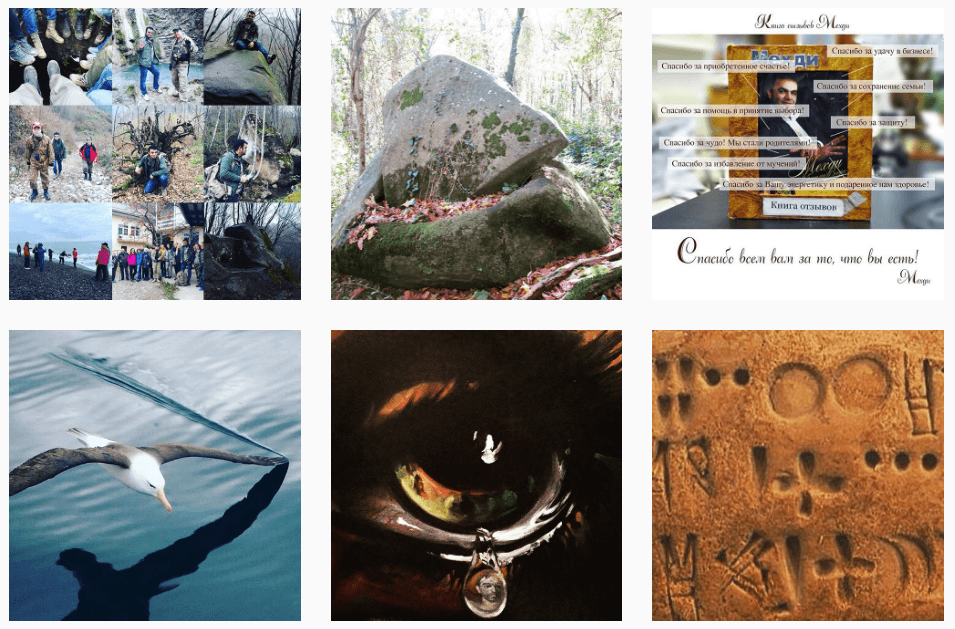 Книга отзывов Мехди
Мехди
Спасибо за удачу в бизнесе!
Спасибо за приобретенное счастье!
Спасибо за сохранение семьи!
Спасибо за помощь в принятие выбора!
Спасибо за защиту!
Спасибо за чудо! Мы стали родителями!
Мехди
Спасибо за избавление от мучений!
Спасибо за Вашу энергетику и подаренное нам здоровье!
Книга отзывов
Спасибо всем вам за то, что вы есть!
Мехди